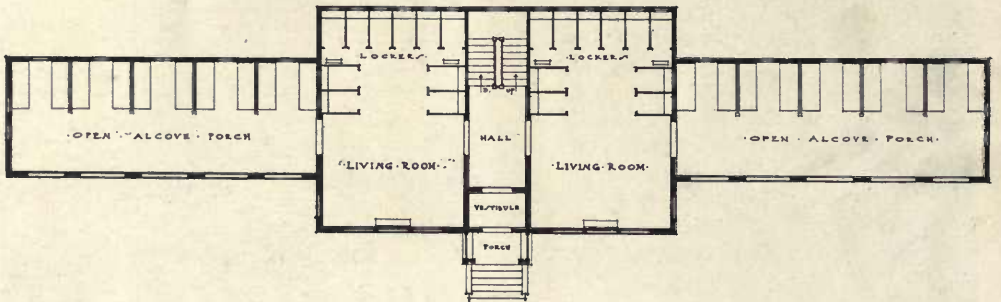 LOCKERS
LOCKERS
D. UP
·OPEN·ALCOVE·PORCH
HALL
·OPEN·ALCOVE·PORCH·
·LIVING·ROOM·
·LIVING·ROOM·
VESTIBULE
PORCH